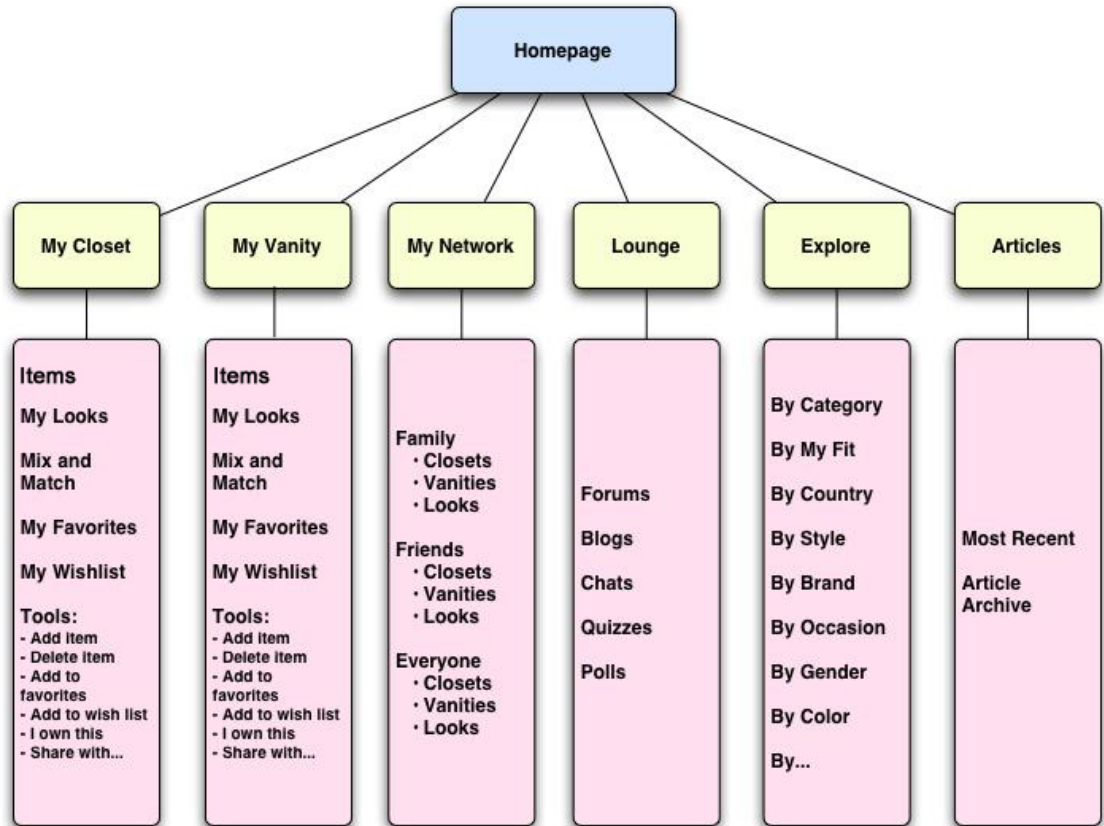 Homepage
My Closet
My Vanity
My Network
Lounge
Explore
Articles
Items
My Looks
Mix and
Match
My Favorites
My Wishlist
Tools:
- Add item
- Delete item
- Add to
favorites
- Add to wish list
- I own this
- Share with...
Items
My Looks
Mix and
Match
My Favorites
My Wishlist
Tools:
- Add item
- Delete item
- Add to
favorites
- Add to wish list
- I own this
- Share with...
Family
· Closets
· Vanities
· Looks
Friends
· Closets
· Vanities
· Looks
Everyone
· Closets
· Vanities
· Looks
Forums
Blogs
Chats
Quizzes
Polls
By Category
By My Fit
By Country
By Style
By Brand
By Occasion
By Gender
By Color
By...
Most Recent
Article
Archive